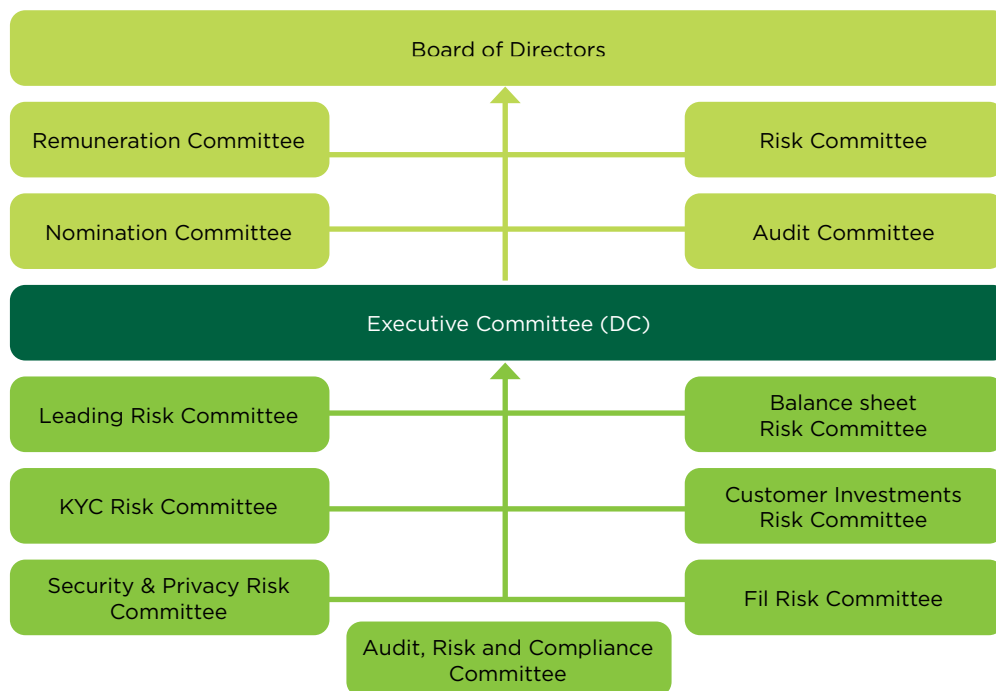 Board of Directors
Remuneration Committee
Risk Committee
Nomination Committee
Audit Committee
Executive Committee (DC)
Leading Risk Committee
Balance sheet
Risk Committee
KYC Risk Committee
Customer Investments
Risk Committee
Security & Privacy Risk
Committee
Fil Risk Committee
Audit, Risk and Compliance
Committee